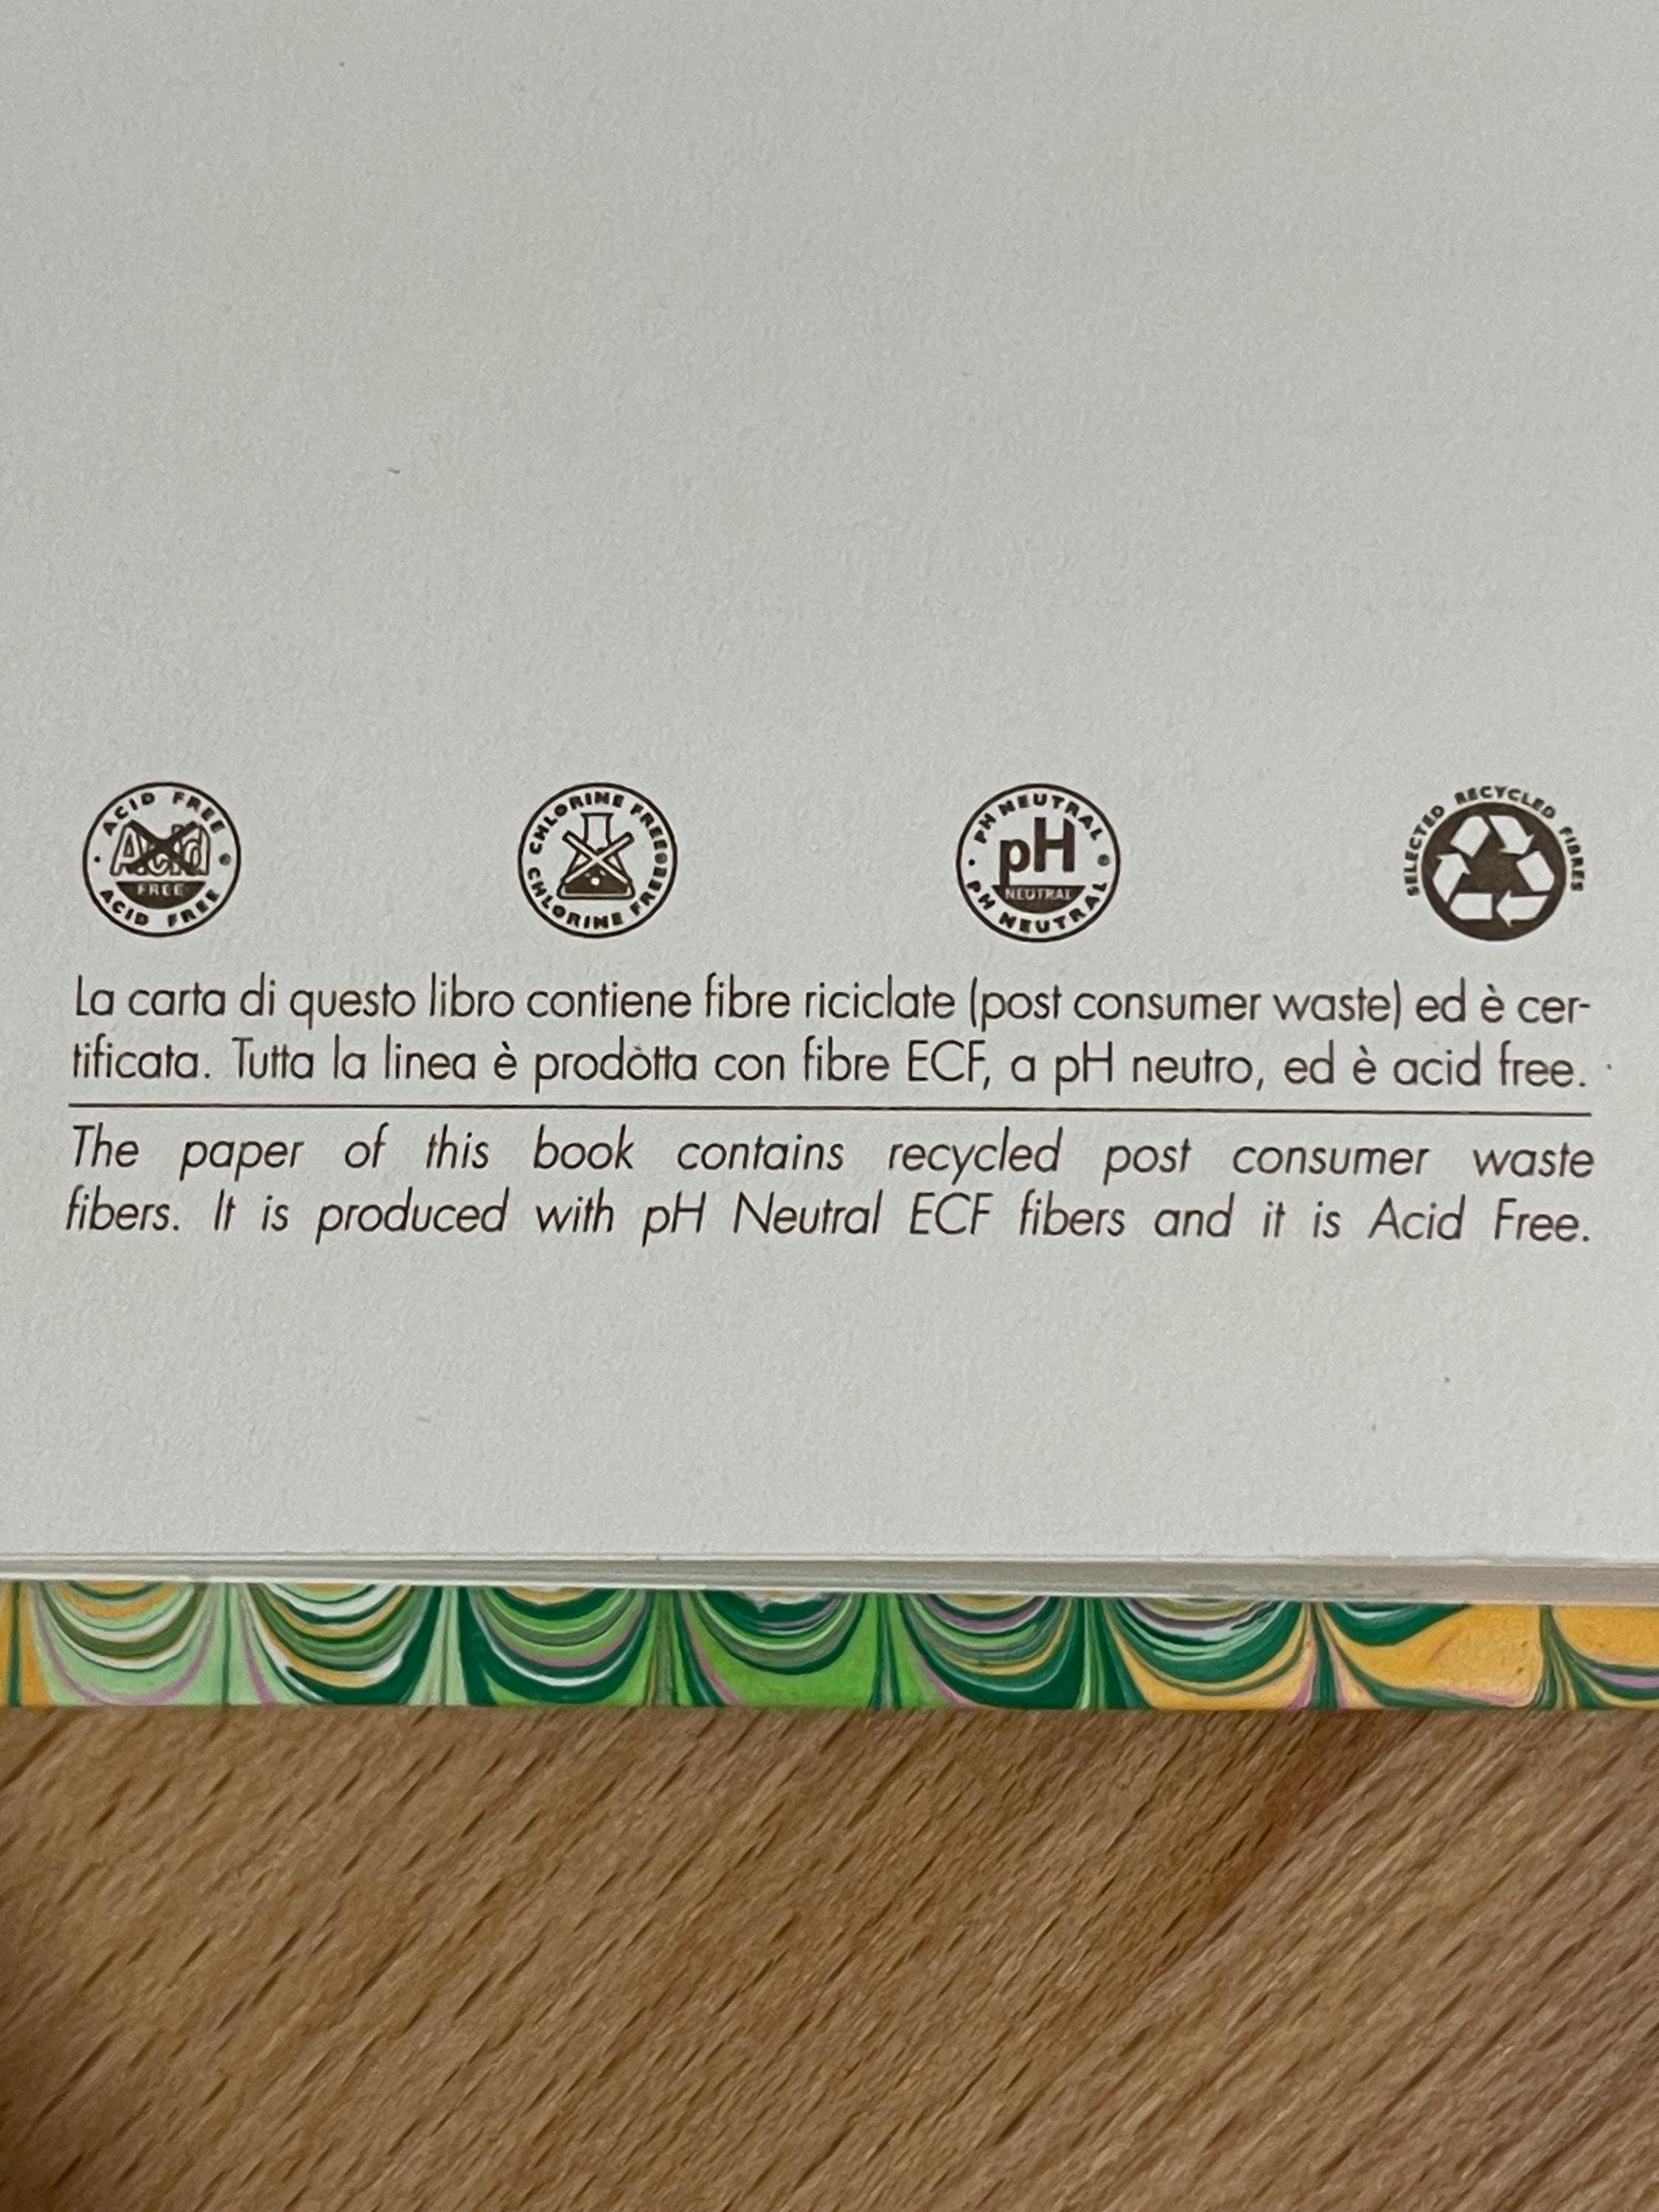 ACID FREE
Acid
FREE
ACID FREE
CHLORINE FREE
CHLORINE FREE
PH NEUTRAL
pH
NEUTRAL
PH NEUTRAL
SELECTED RECYCLED FIBRES
La carta di questo libro contiene fibre riciclate (post consumer waste) ed è cer-
tificata. Tutta la linea è prodotta con fibre ECF, a pH neutro, ed è acid free.
The paper of this book contains recycled post consumer waste
fibers. It is produced with pH Neutral ECF fibers and it is Acid Free.